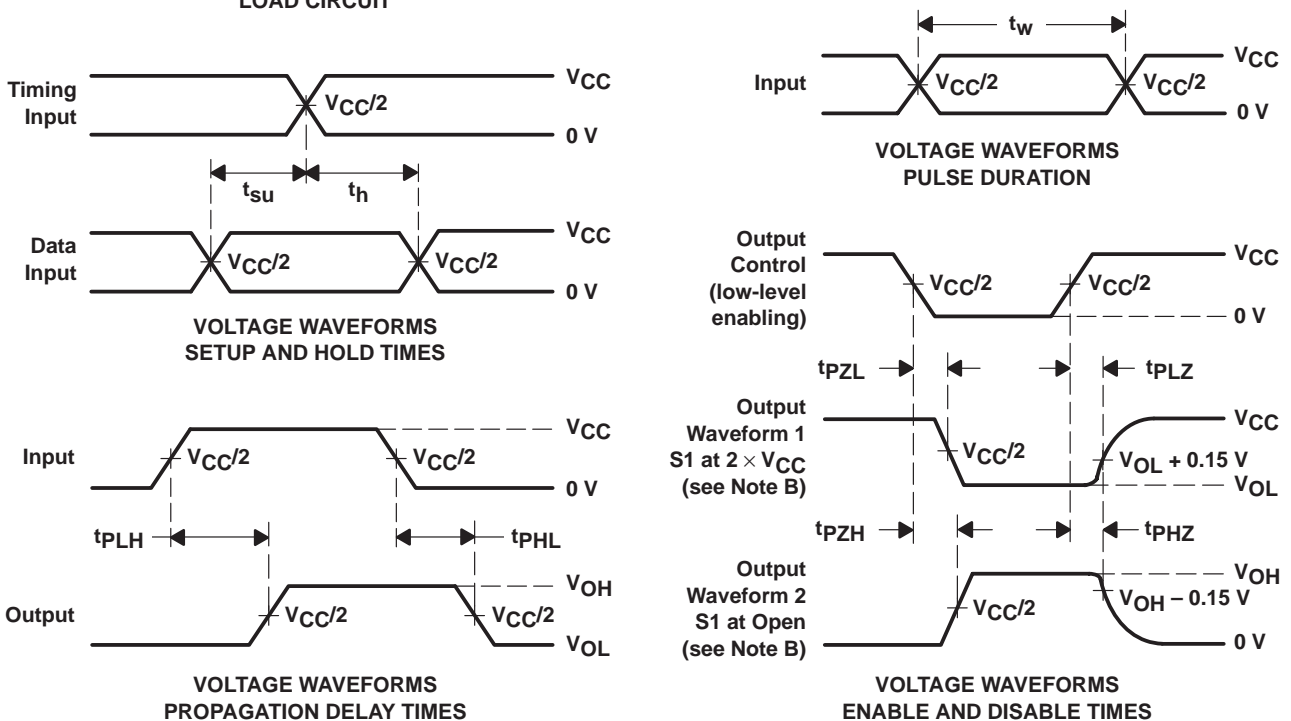 LOAD CIRCUIT
Timing
Input
VCC
VCC/2
0 V
tsu
th
Data
Input
VCC
VCC/2
VCC/2
0 V
VOLTAGE WAVEFORMS
SETUP AND HOLD TIMES
Input
VCC
VCC/2
VCC/2
0 V
tPLH
tPHL
Output
VOH
VCC/2
VCC/2
VOL
VOLTAGE WAVEFORMS
PROPAGATION DELAY TIMES
tw
Input
VCC
VCC/2
VCC/2
0 V
VOLTAGE WAVEFORMS
PULSE DURATION
Output
Control
(low-level
enabling)
VCC
VCC/2
VCC/2
0 V
tPZL
tPLZ
Output
Waveform 1
S1 at 2 × VCC
(see Note B)
VCC
VCC/2
VOL + 0.15 V
VOL
tPZH
tPHZ
Output
Waveform 2
S1 at Open
(see Note B)
VOH
VCC/2
VOH − 0.15 V
0 V
VOLTAGE WAVEFORMS
ENABLE AND DISABLE TIMES